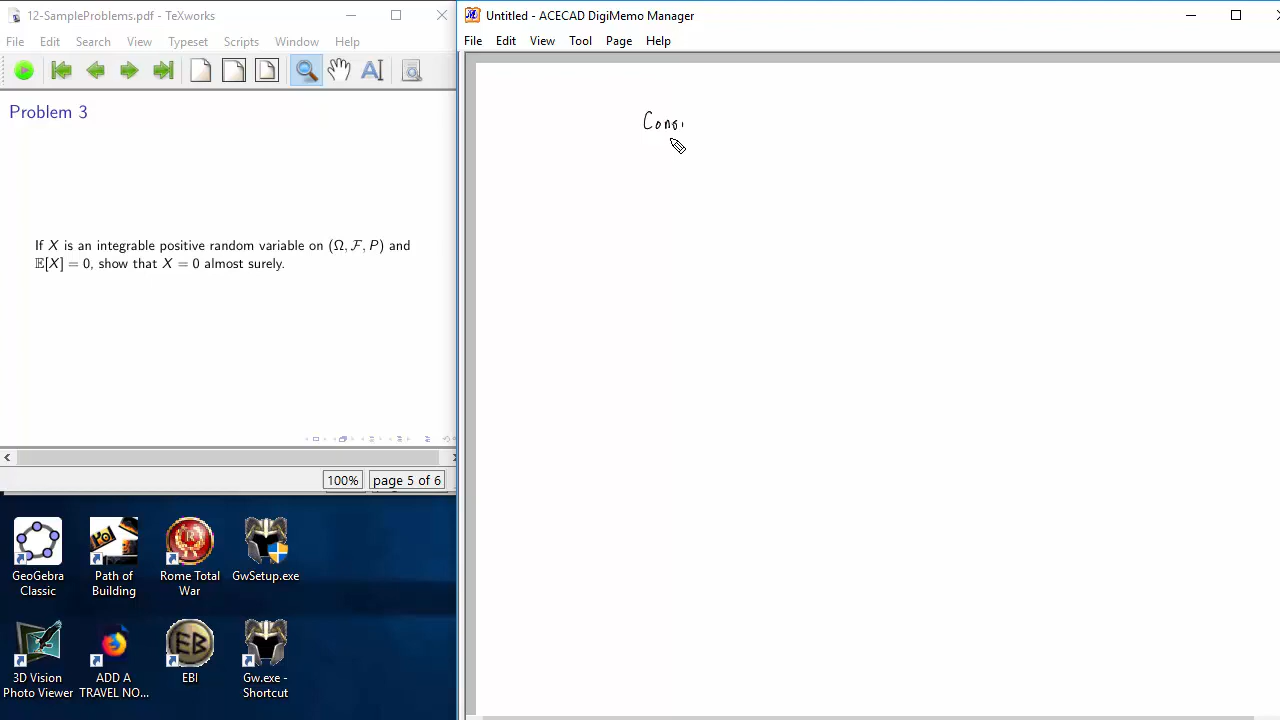 12-SampleProblems.pdf - TeXworks
File Edit Search View Typeset Scripts Window Help
Problem 3
If X is an integrable positive random variable on (Ω, ℱ, P) and
𝔼[X] = 0, show that X = 0 almost surely.
100% page 5 of 6
GeoGebra
Classic
Path of
Building
Rome Total
War
GwSetup.exe
3D Vision
Photo Viewer
ADD A
TRAVEL NO...
EB
EBI
Gw.exe -
Shortcut
Untitled - ACECAD DigiMemo Manager
File Edit View Tool Page Help
Consi